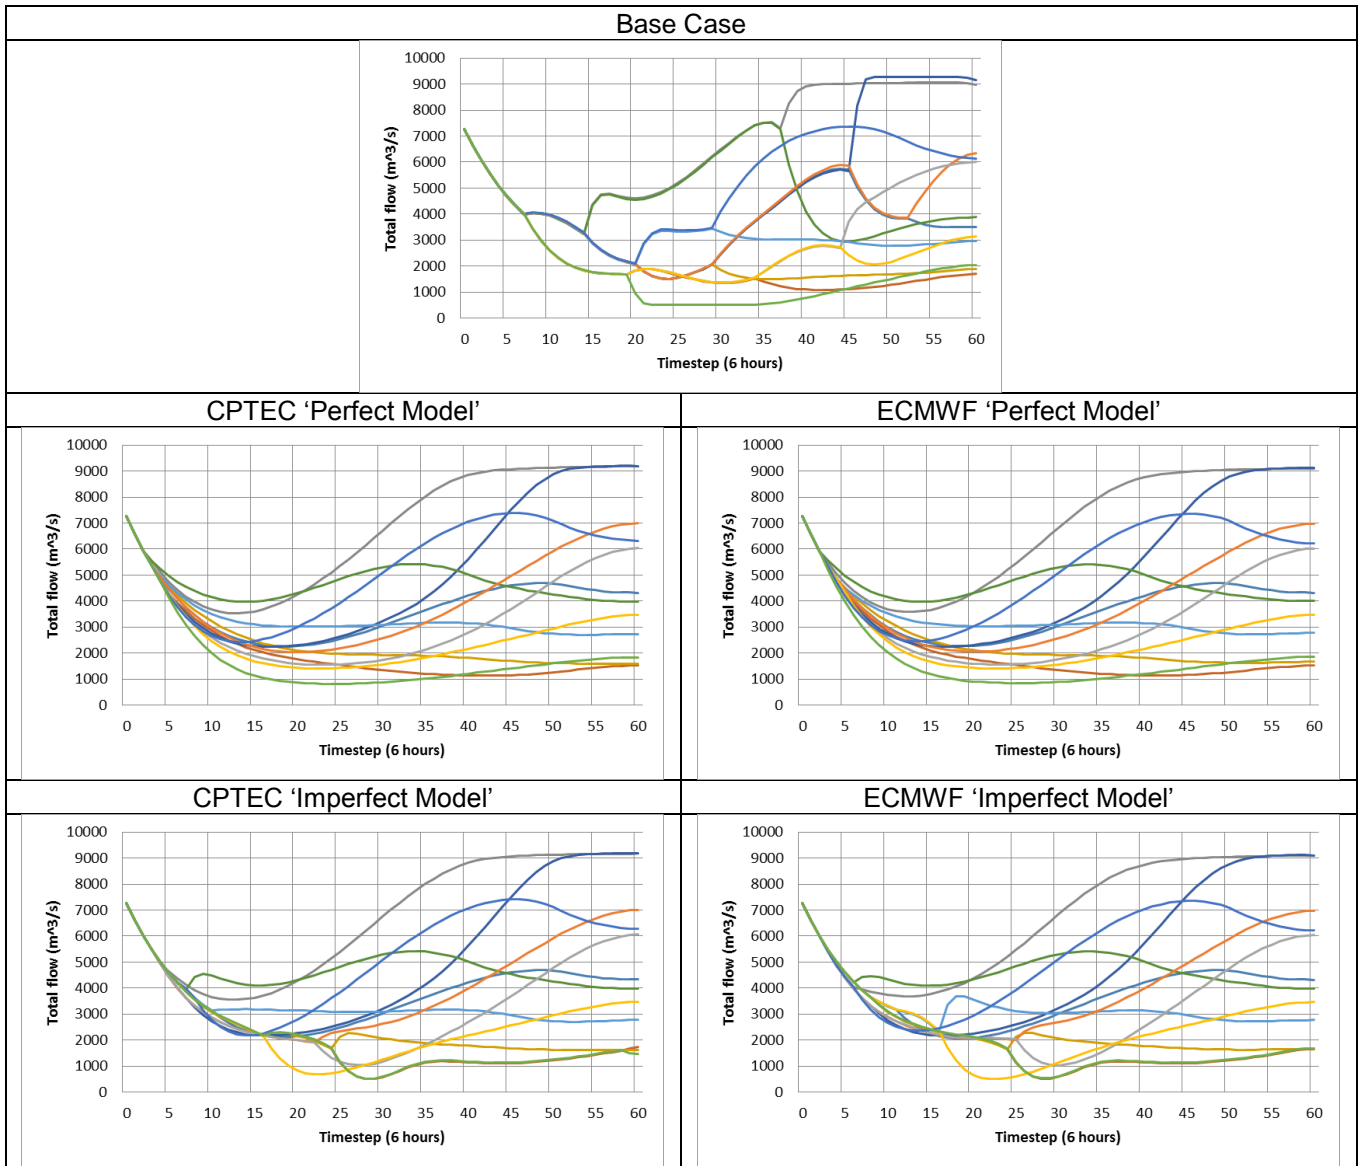 Base Case
10000
9000
8000
7000
6000
5000
4000
3000
2000
1000
0
Total flow (m^3/s)
0 5 10 15 20 25 30 35 40 45 50 55 60
Timestep (6 hours)
CPTEC ‘Perfect Model’
10000
9000
8000
7000
6000
5000
4000
3000
2000
1000
0
Total flow (m^3/s)
0 5 10 15 20 25 30 35 40 45 50 55 60
Timestep (6 hours)
ECMWF ‘Perfect Model’
10000
9000
8000
7000
6000
5000
4000
3000
2000
1000
0
Total flow (m^3/s)
0 5 10 15 20 25 30 35 40 45 50 55 60
Timestep (6 hours)
CPTEC ‘Imperfect Model’
10000
9000
8000
7000
6000
5000
4000
3000
2000
1000
0
Total flow (m^3/s)
0 5 10 15 20 25 30 35 40 45 50 55 60
Timestep (6 hours)
ECMWF ‘Imperfect Model’
10000
9000
8000
7000
6000
5000
4000
3000
2000
1000
0
Total flow (m^3/s)
0 5 10 15 20 25 30 35 40 45 50 55 60
Timestep (6 hours)